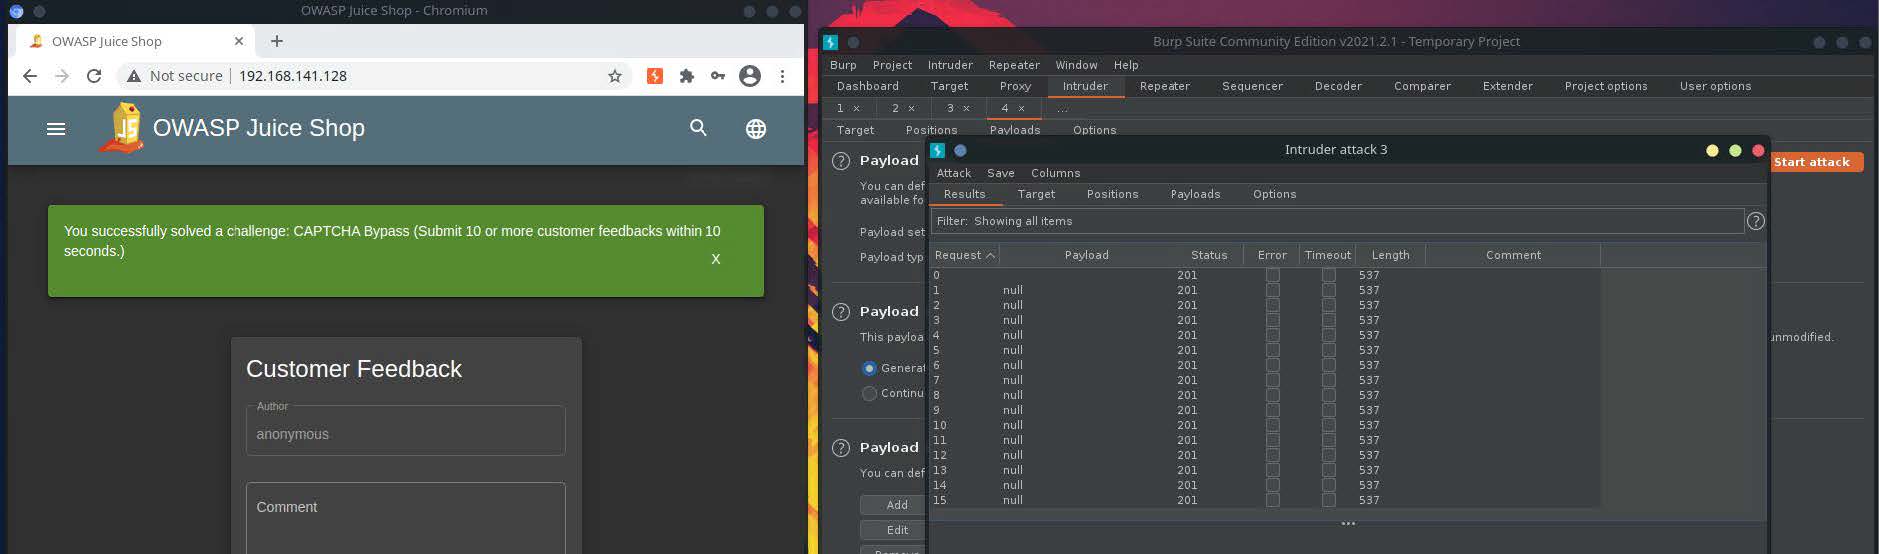 OWASP Juice Shop - Chromium
OWASP Juice Shop
Not secure 192.168.141.128
JS OWASP Juice Shop
You successfully solved a challenge: CAPTCHA Bypass (Submit 10 or more customer feedbacks within 10
seconds.)
X
Customer Feedback
Author
anonymous
Comment
Burp Suite Community Edition v2021.2.1 - Temporary Project
Burp Project Intruder Repeater Window Help
Dashboard Target Proxy Intruder Repeater Sequencer Decoder Comparer Extender Project options User options
1 × 2 × 3 × 4 × ...
Target Positions Payloads Options
? Payload
Start attack
You can def
available fo
Payload set
Payload typ
? Payload
This payloa
unmodified.
Generat
Continu
? Payload
You can def
Add
Edit
Intruder attack 3
Attack Save Columns
Results Target Positions Payloads Options
Filter: Showing all items ?
Request Payload Status Error Timeout Length Comment
0 201 537
1 null 201 537
2 null 201 537
3 null 201 537
4 null 201 537
5 null 201 537
6 null 201 537
7 null 201 537
8 null 201 537
9 null 201 537
10 null 201 537
11 null 201 537
12 null 201 537
13 null 201 537
14 null 201 537
15 null 201 537